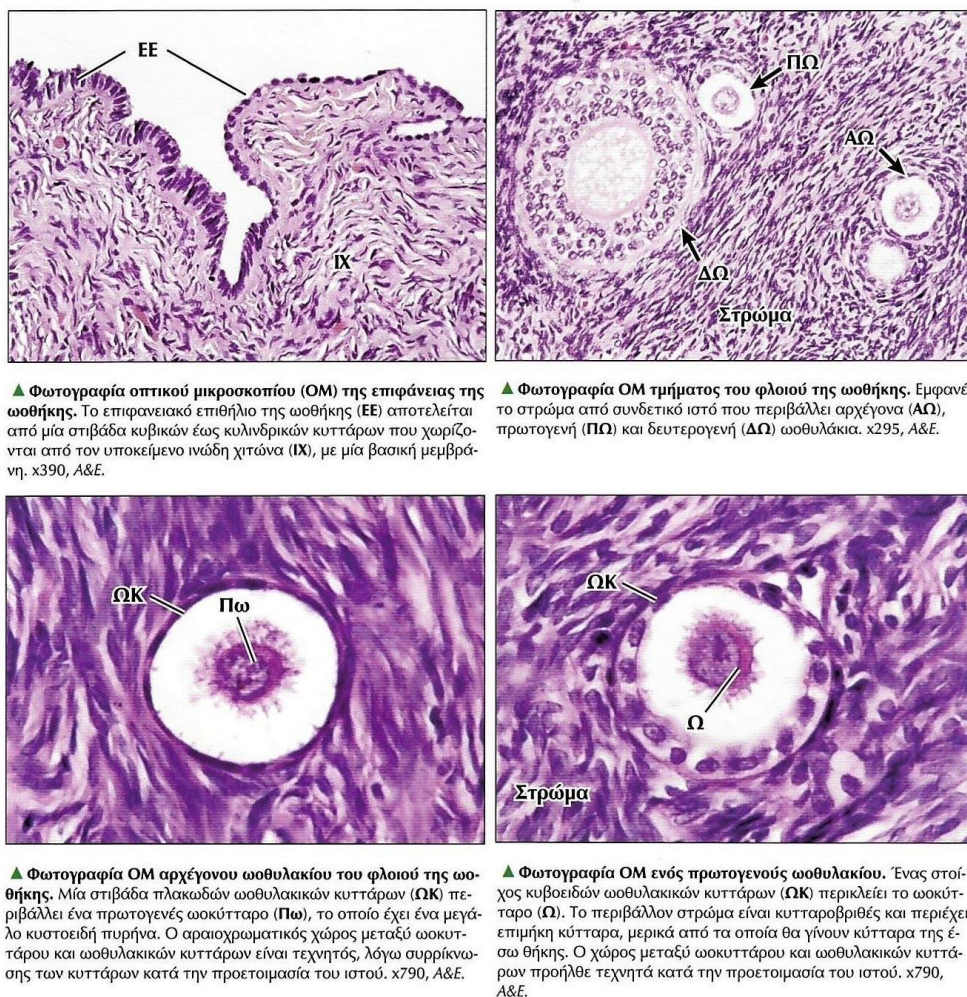 ΕΕ
ΙΧ
ΠΩ
ΑΩ
ΔΩ
Στρώμα
▲ Φωτογραφία οπτικού μικροσκοπίου (ΟΜ) της επιφάνειας της
ωοθήκης. Το επιφανειακό επιθήλιο της ωοθήκης (ΕΕ) αποτελείται
από μία στιβάδα κυβικών έως κυλινδρικών κυττάρων που χωρίζο-
νται από τον υποκείμενο ινώδη χιτώνα (ΙΧ), με μία βασική μεμβρά-
νη. x390, Α&Ε.
▲ Φωτογραφία ΟΜ τμήματος του φλοιού της ωοθήκης. Εμφανέ
το στρώμα από συνδετικό ιστό που περιβάλλει αρχέγονα (ΑΩ),
πρωτογενή (ΠΩ) και δευτερογενή (ΔΩ) ωοθυλάκια. x295, Α&Ε.
ΩΚ
Πω
ΩΚ
Ω
Στρώμα
▲ Φωτογραφία ΟΜ αρχέγονου ωοθυλακίου του φλοιού της ωο-
θήκης. Μία στιβάδα πλακωδών ωοθυλακικών κυττάρων (ΩΚ) πε-
ριβάλλει ένα πρωτογενές ωοκύτταρο (Πω), το οποίο έχει ένα μεγά-
λο κυστοειδή πυρήνα. Ο αραιοχρωματικός χώρος μεταξύ ωοκυτ-
τάρου και ωοθυλακικών κυττάρων είναι τεχνητός, λόγω συρρίκνω-
σης των κυττάρων κατά την προετοιμασία του ιστού. x790, Α&Ε.
▲ Φωτογραφία ΟΜ ενός πρωτογενούς ωοθυλακίου. Ένας στοί-
χος κυβοειδών ωοθυλακικών κυττάρων (ΩΚ) περικλείει το ωοκύτ-
ταρο (Ω). Το περιβάλλον στρώμα είναι κυτταροβριθές και περιέχει
επιμήκη κύτταρα, μερικά από τα οποία θα γίνουν κύτταρα της έ-
σω θήκης. Ο χώρος μεταξύ ωοκυττάρου και ωοθυλακικών κυττά-
ρων προήλθε τεχνητά κατά την προετοιμασία του ιστού. x790,
Α&Ε.